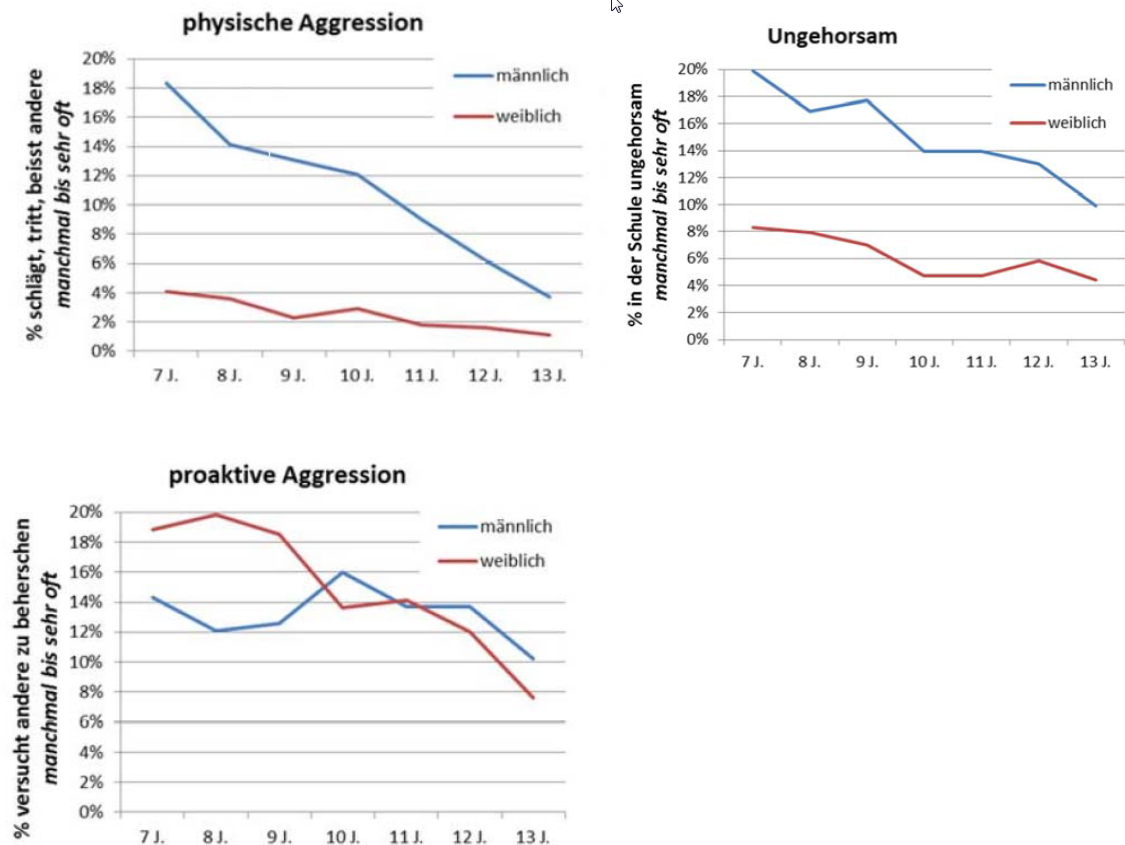 physische Aggression
% schlägt, tritt, beisst andere
manchmal bis sehr oft
20%
18%
16%
14%
12%
10%
8%
6%
4%
2%
0%
männlich
weiblich
7 J.
8 J.
9 J.
10 J.
11 J.
12 J.
13 J.
Ungehorsam
% in der Schule ungehorsam
manchmal bis sehr oft
20%
18%
16%
14%
12%
10%
8%
6%
4%
2%
0%
männlich
weiblich
7 J.
8 J.
9 J.
10 J.
11 J.
12 J.
13 J.
proaktive Aggression
% versucht andere zu beherschen
manchmal bis sehr oft
20%
18%
16%
14%
12%
10%
8%
6%
4%
2%
0%
männlich
weiblich
7 J.
8 J.
9 J.
10 J.
11 J.
12 J.
13 J.